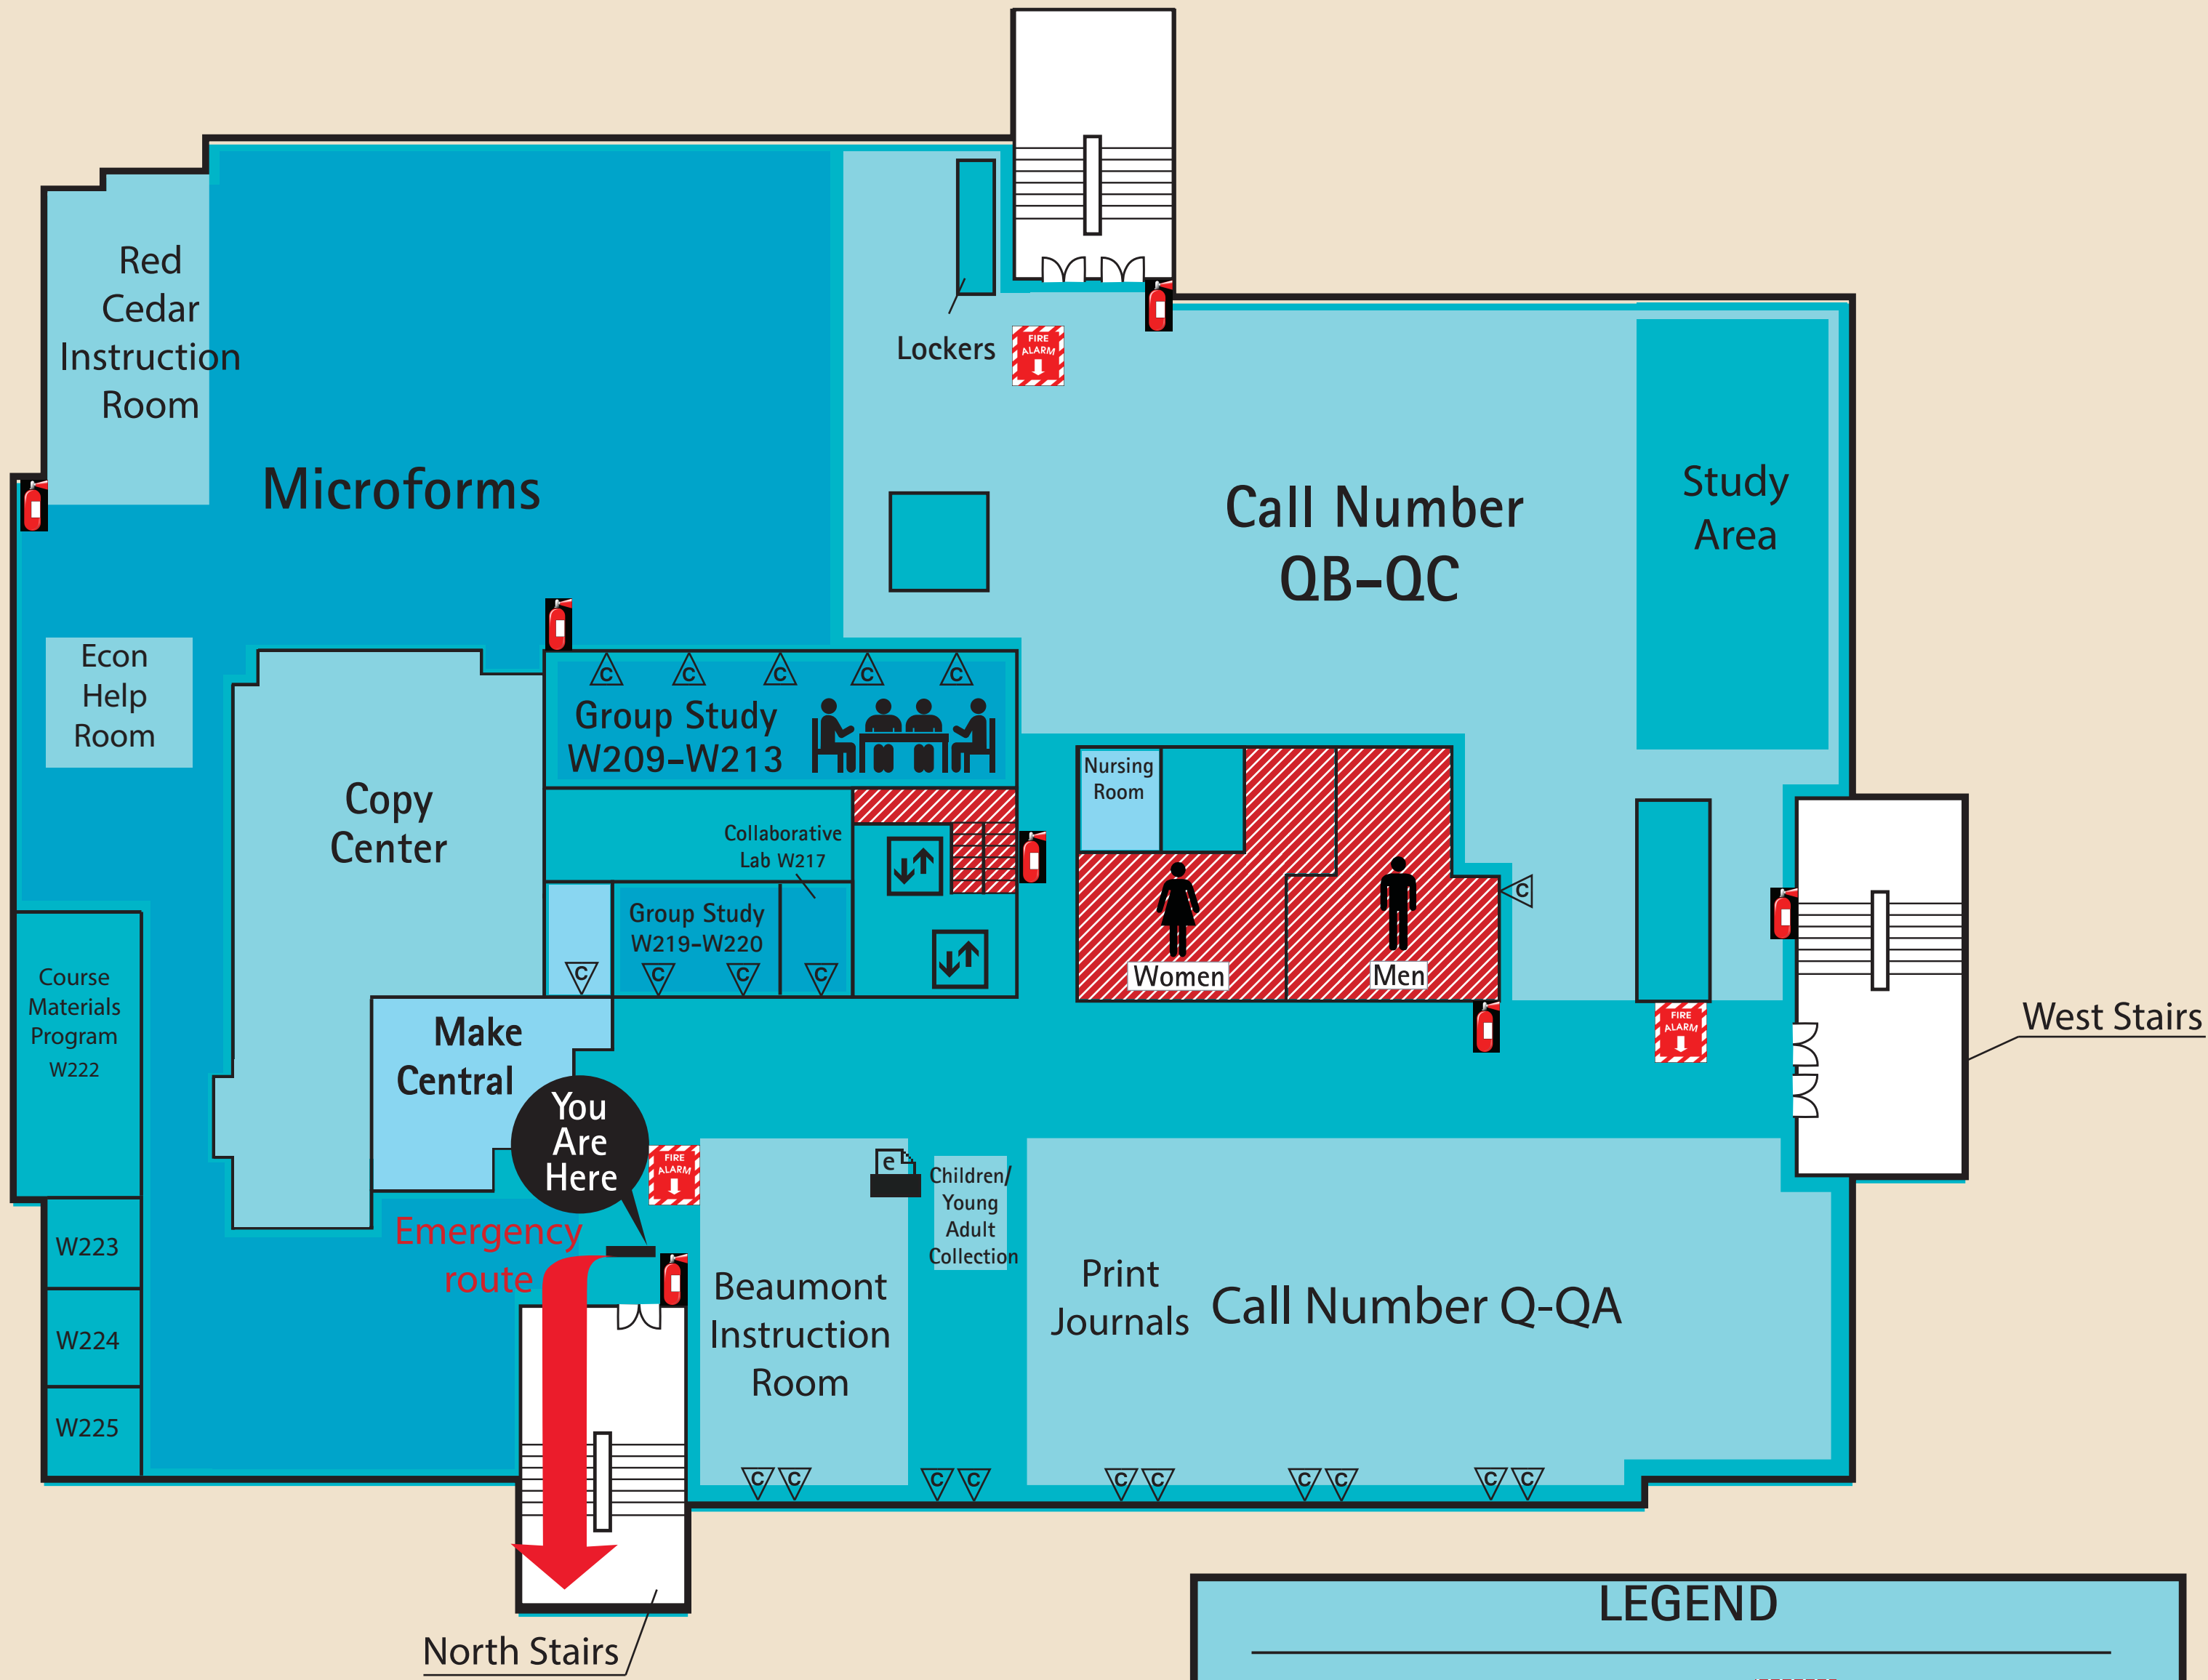 Red
Cedar
Instruction
Room
Microforms
Lockers
FIRE
ALARM
Call Number
QB-QC
Study
Area
Econ
Help
Room
Copy
Center
C
C
C
C
C
Group Study
W209-W213
Collaborative
Lab W217
Group Study
W219-W220
C
C
C
C
Nursing
Room
Women
Men
C
Course
Materials
Program
W222
W223
W224
W225
Make
Central
You
Are
Here
FIRE
ALARM
FIRE
ALARM
West Stairs
Emergency
route
e
Beaumont
Instruction
Room
Children/
Young
Adult
Collection
Print
Journals
Call Number Q-QA
C
C
C
C
C
C
C
C
C
C
North Stairs
LEGEND